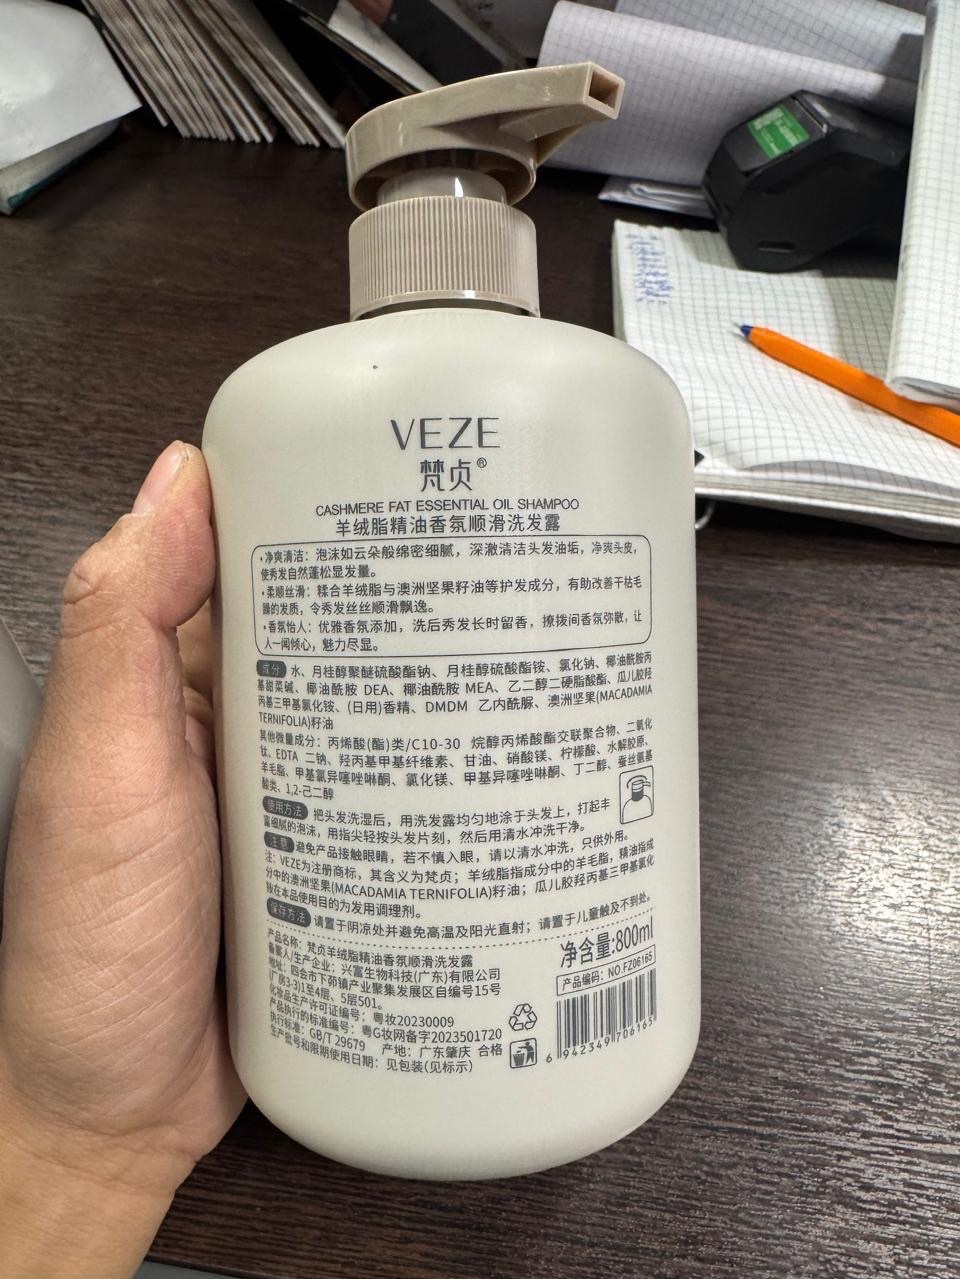 VEZE
梵贞®
CASHMERE FAT ESSENTIAL OIL SHAMPOO
羊绒脂精油香氛顺滑洗发露
·净爽清洁：泡沫如云朵般绵密细腻，深澈清洁头发油垢，净爽头皮，
使秀发自然蓬松显发量。
·柔顺丝滑：糅合羊绒脂与澳洲坚果籽油等护发成分，有助改善干枯毛
躁的发质，令秀发丝丝顺滑飘逸。
·香氛怡人：优雅香氛添加，洗后秀发长时留香，撩拨间香氛弥散，让
人一闻倾心，魅力尽显。
成分 水、月桂醇聚醚硫酸酯钠、月桂醇硫酸酯铵、氯化钠、椰油酰胺丙
基甜菜碱、椰油酰胺 DEA、椰油酰胺 MEA、乙二醇二硬脂酸酯、瓜儿胶羟
丙基三甲基氯化铵、(日用)香精、DMDM 乙内酰脲、澳洲坚果(MACADAMIA
TERNIFOLIA)籽油
其他微量成分：丙烯酸(酯)类/C10-30 烷醇丙烯酸酯交联聚合物、二氧化
钛、EDTA 二钠、羟丙基甲基纤维素、甘油、硝酸镁、柠檬酸、水解胶原、
羊毛脂、甲基氯异噻唑啉酮、氯化镁、甲基异噻唑啉酮、丁二醇、蚕丝氨基
酸类、1,2-己二醇
使用方法 把头发洗湿后，用洗发露均匀地涂于头发上，打起丰
富细腻的泡沫，用指尖轻按头发片刻，然后用清水冲洗干净。
注意 避免产品接触眼睛，若不慎入眼，请以清水冲洗，只供外用。
注：VEZE为注册商标，其含义为梵贞；羊绒脂指成分中的羊毛脂，精油指成
分中的澳洲坚果(MACADAMIA TERNIFOLIA)籽油；瓜儿胶羟丙基三甲基氯化
铵在本品使用目的为发用调理剂。
保存方法 请置于阴凉处并避免高温及阳光直射；请置于儿童触及不到处。
产品名称：梵贞羊绒脂精油香氛顺滑洗发露
备案人/生产企业：兴富生物科技(广东)有限公司
地址：四会市下茆镇产业聚集发展区自编号15号
(厂房3-3)1至4层、5层501。
化妆品生产许可证编号：粤妆20230009
产品执行的标准编号：粤G妆网备字2023501720
执行标准：GB/T 29679 产地：广东肇庆 合格
生产批号和限期使用日期：见包装(见标示)
净含量:800ml
产品编码：NO.FZ06165
6 942349 706165